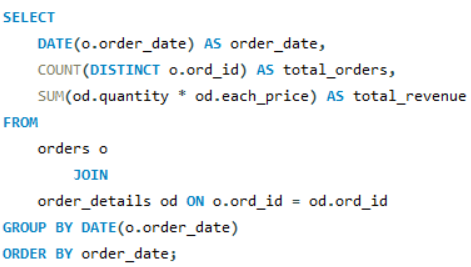 SELECT
    DATE(o.order_date) AS order_date,
    COUNT(DISTINCT o.ord_id) AS total_orders,
    SUM(od.quantity * od.each_price) AS total_revenue
FROM
    orders o
        JOIN
    order_details od ON o.ord_id = od.ord_id
GROUP BY DATE(o.order_date)
ORDER BY order_date;